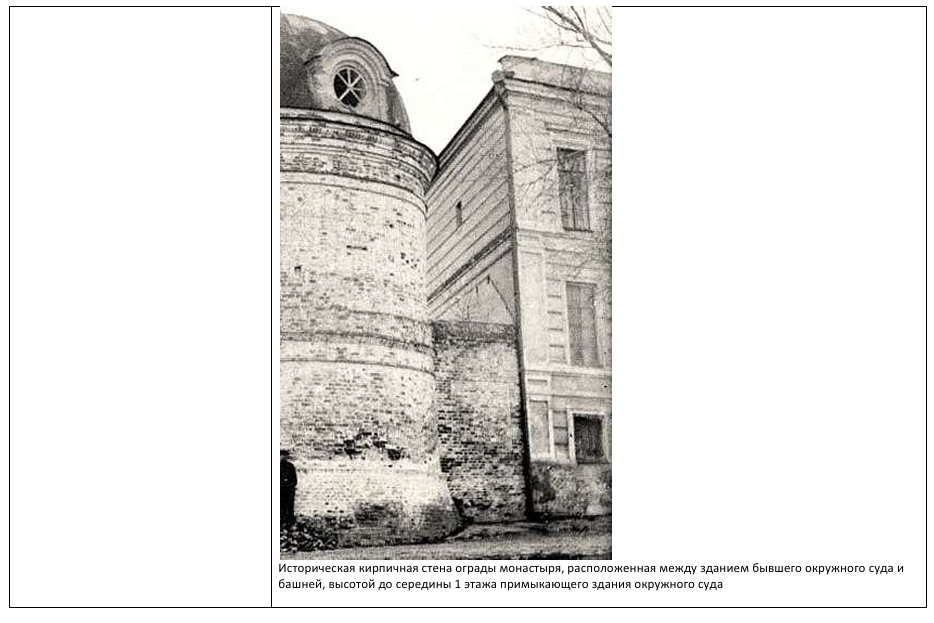 Историческая кирпичная стена ограды монастыря, расположенная между зданием бывшего окружного суда и
башней, высотой до середины 1 этажа примыкающего здания окружного суда